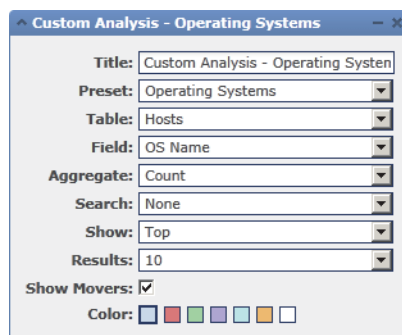 Custom Analysis - Operating Systems
Title: Custom Analysis - Operating System
Preset: Operating Systems
Table: Hosts
Field: OS Name
Aggregate: Count
Search: None
Show: Top
Results: 10
Show Movers:
Color: